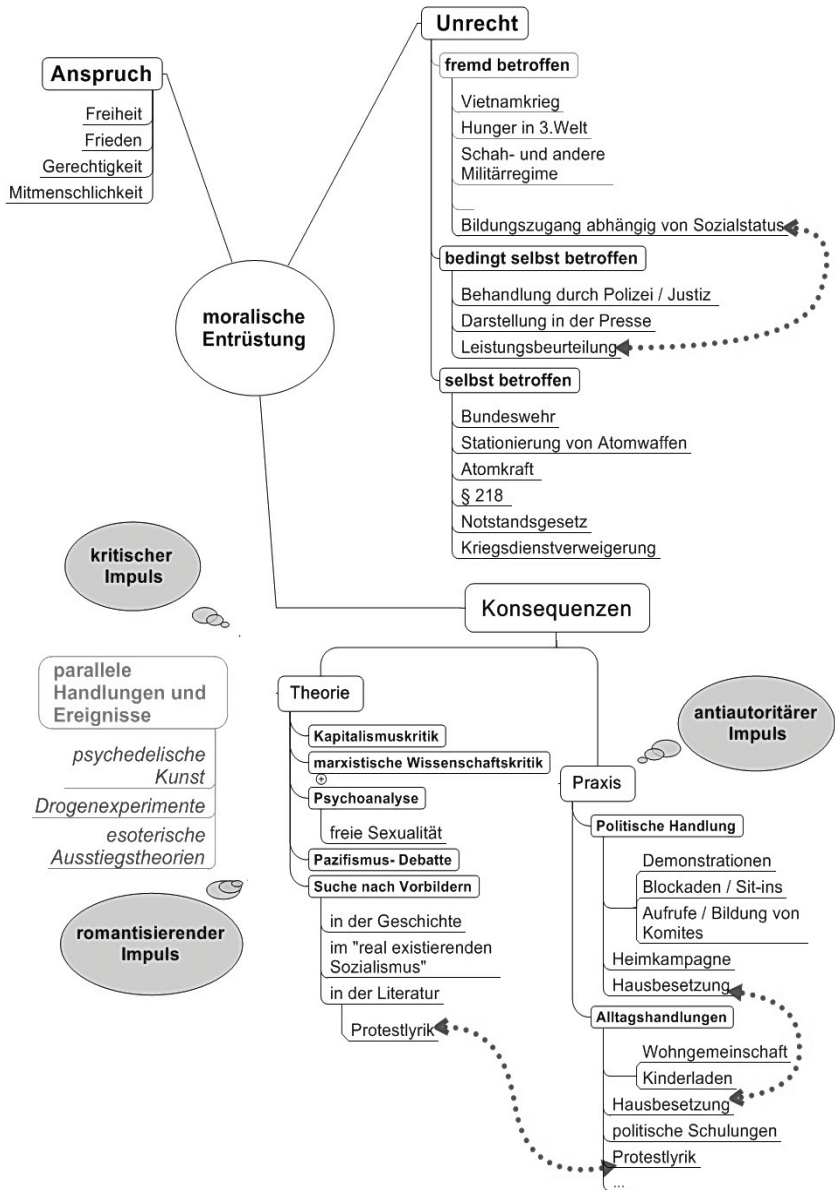 Anspruch
Freiheit
Frieden
Gerechtigkeit
Mitmenschlichkeit
moralische
Entrüstung
Unrecht
fremd betroffen
Vietnamkrieg
Hunger in 3.Welt
Schah- und andere
Militärregime
Bildungszugang abhängig von Sozialstatus
bedingt selbst betroffen
Behandlung durch Polizei / Justiz
Darstellung in der Presse
Leistungsbeurteilung
selbst betroffen
Bundeswehr
Stationierung von Atomwaffen
Atomkraft
§ 218
Notstandsgesetz
Kriegsdienstverweigerung
kritischer
Impuls
parallele
Handlungen und
Ereignisse
psychedelische
Kunst
Drogenexperimente
esoterische
Ausstiegstheorien
romantisierender
Impuls
Konsequenzen
Theorie
Kapitalismuskritik
marxistische Wissenschaftskritik
Psychoanalyse
freie Sexualität
Pazifismus- Debatte
Suche nach Vorbildern
in der Geschichte
im "real existierenden
Sozialismus"
in der Literatur
Protestlyrik
antiautoritärer
Impuls
Praxis
Politische Handlung
Demonstrationen
Blockaden / Sit-ins
Aufrufe / Bildung von
Komites
Heimkampagne
Hausbesetzung
Alltagshandlungen
Wohngemeinschaft
Kinderladen
Hausbesetzung
politische Schulungen
Protestlyrik
...